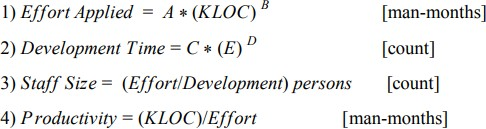 1) Effort Applied = A * (KLOC) B [man-months]
2) Development Time = C * (E) D [count]
3) Staff Size = (Effort/Development) persons [count]
4) Productivity = (KLOC)/Effort [man-months]